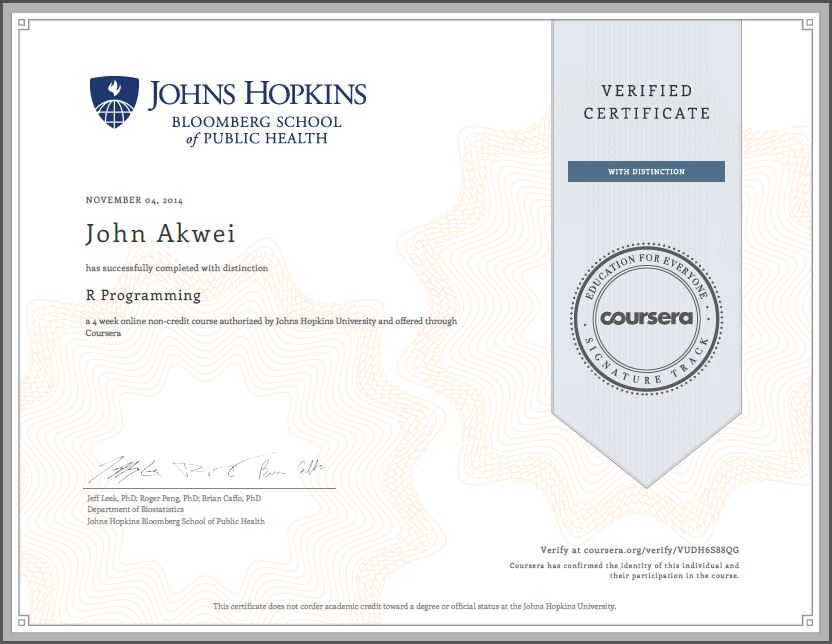 JOHNS HOPKINS
BLOOMBERG SCHOOL
of PUBLIC HEALTH
VERIFIED
CERTIFICATE
WITH DISTINCTION
NOVEMBER 04, 2014
John Akwei
has successfully completed with distinction
R Programming
a 4 week online non-credit course authorized by Johns Hopkins University and offered through
Coursera
EDUCATION FOR EVERYONE
coursera
SIGNATURE TRACK
Jeff Leek, PhD; Roger Peng, PhD; Brian Caffo, PhD
Department of Biostatistics
Johns Hopkins Bloomberg School of Public Health
Verify at coursera.org/verify/VUDH6S88QG
Coursera has confirmed the identity of this individual and
their participation in the course.
This certificate does not confer academic credit toward a degree or official status at the Johns Hopkins University.